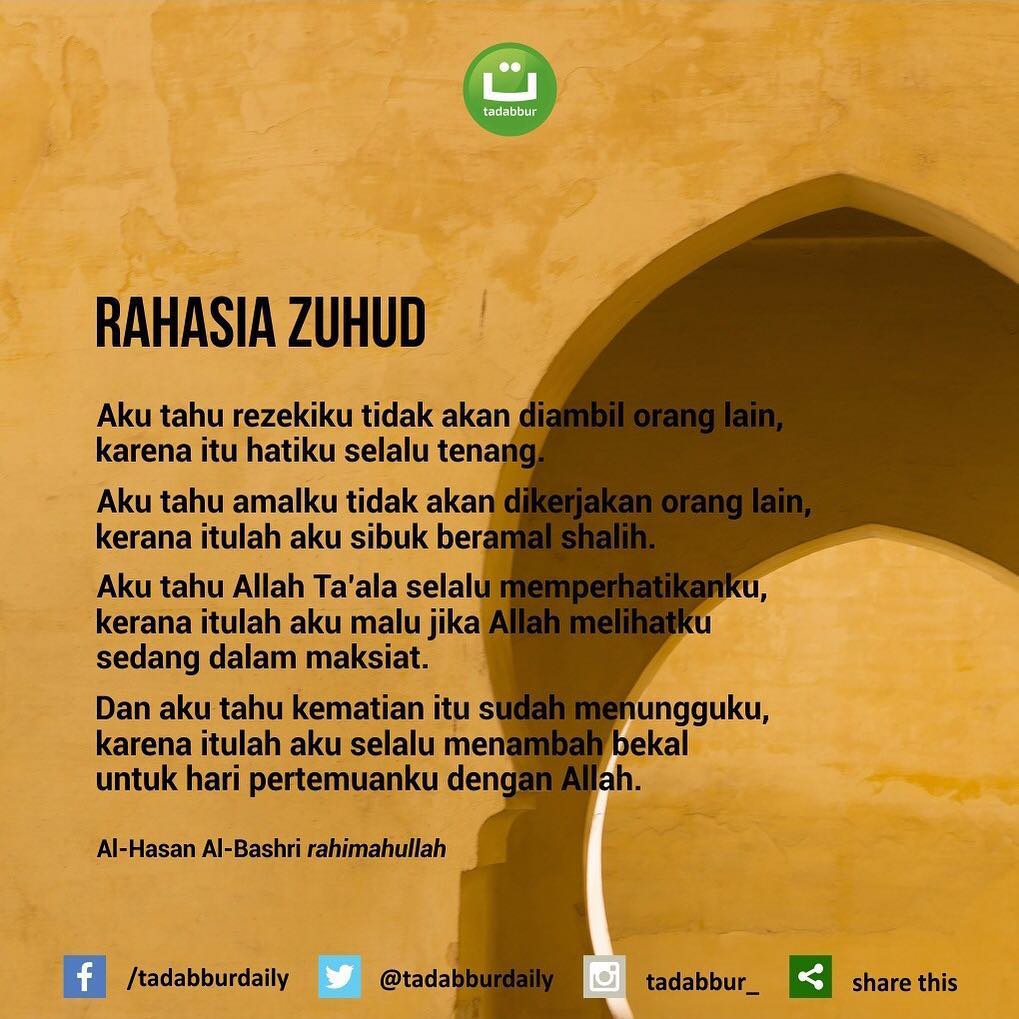 ت
tadabbur
RAHASIA ZUHUD
Aku tahu rezekiku tidak akan diambil orang lain,
karena itu hatiku selalu tenang.
Aku tahu amalku tidak akan dikerjakan orang lain,
kerana itulah aku sibuk beramal shalih.
Aku tahu Allah Ta'ala selalu memperhatikanku,
kerana itulah aku malu jika Allah melihatku
sedang dalam maksiat.
Dan aku tahu kematian itu sudah menungguku,
karena itulah aku selalu menambah bekal
untuk hari pertemuanku dengan Allah.
Al-Hasan Al-Bashri rahimahullah
f /tadabburdaily @tadabburdaily tadabbur_ share this